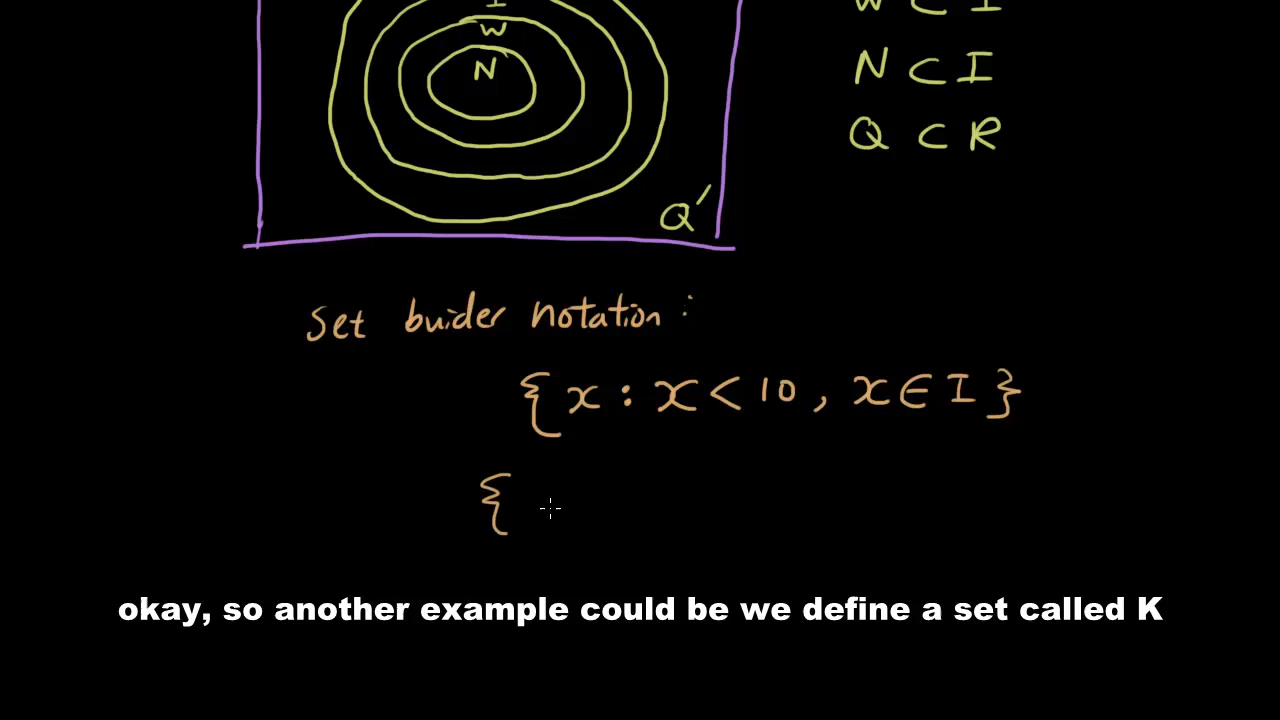 I
W
N
Q'
W ⊂ I
N ⊂ I
Q ⊂ R
Set buider notation :
{ x : x < 10 , x ∈ I }
{
okay, so another example could be we define a set called K